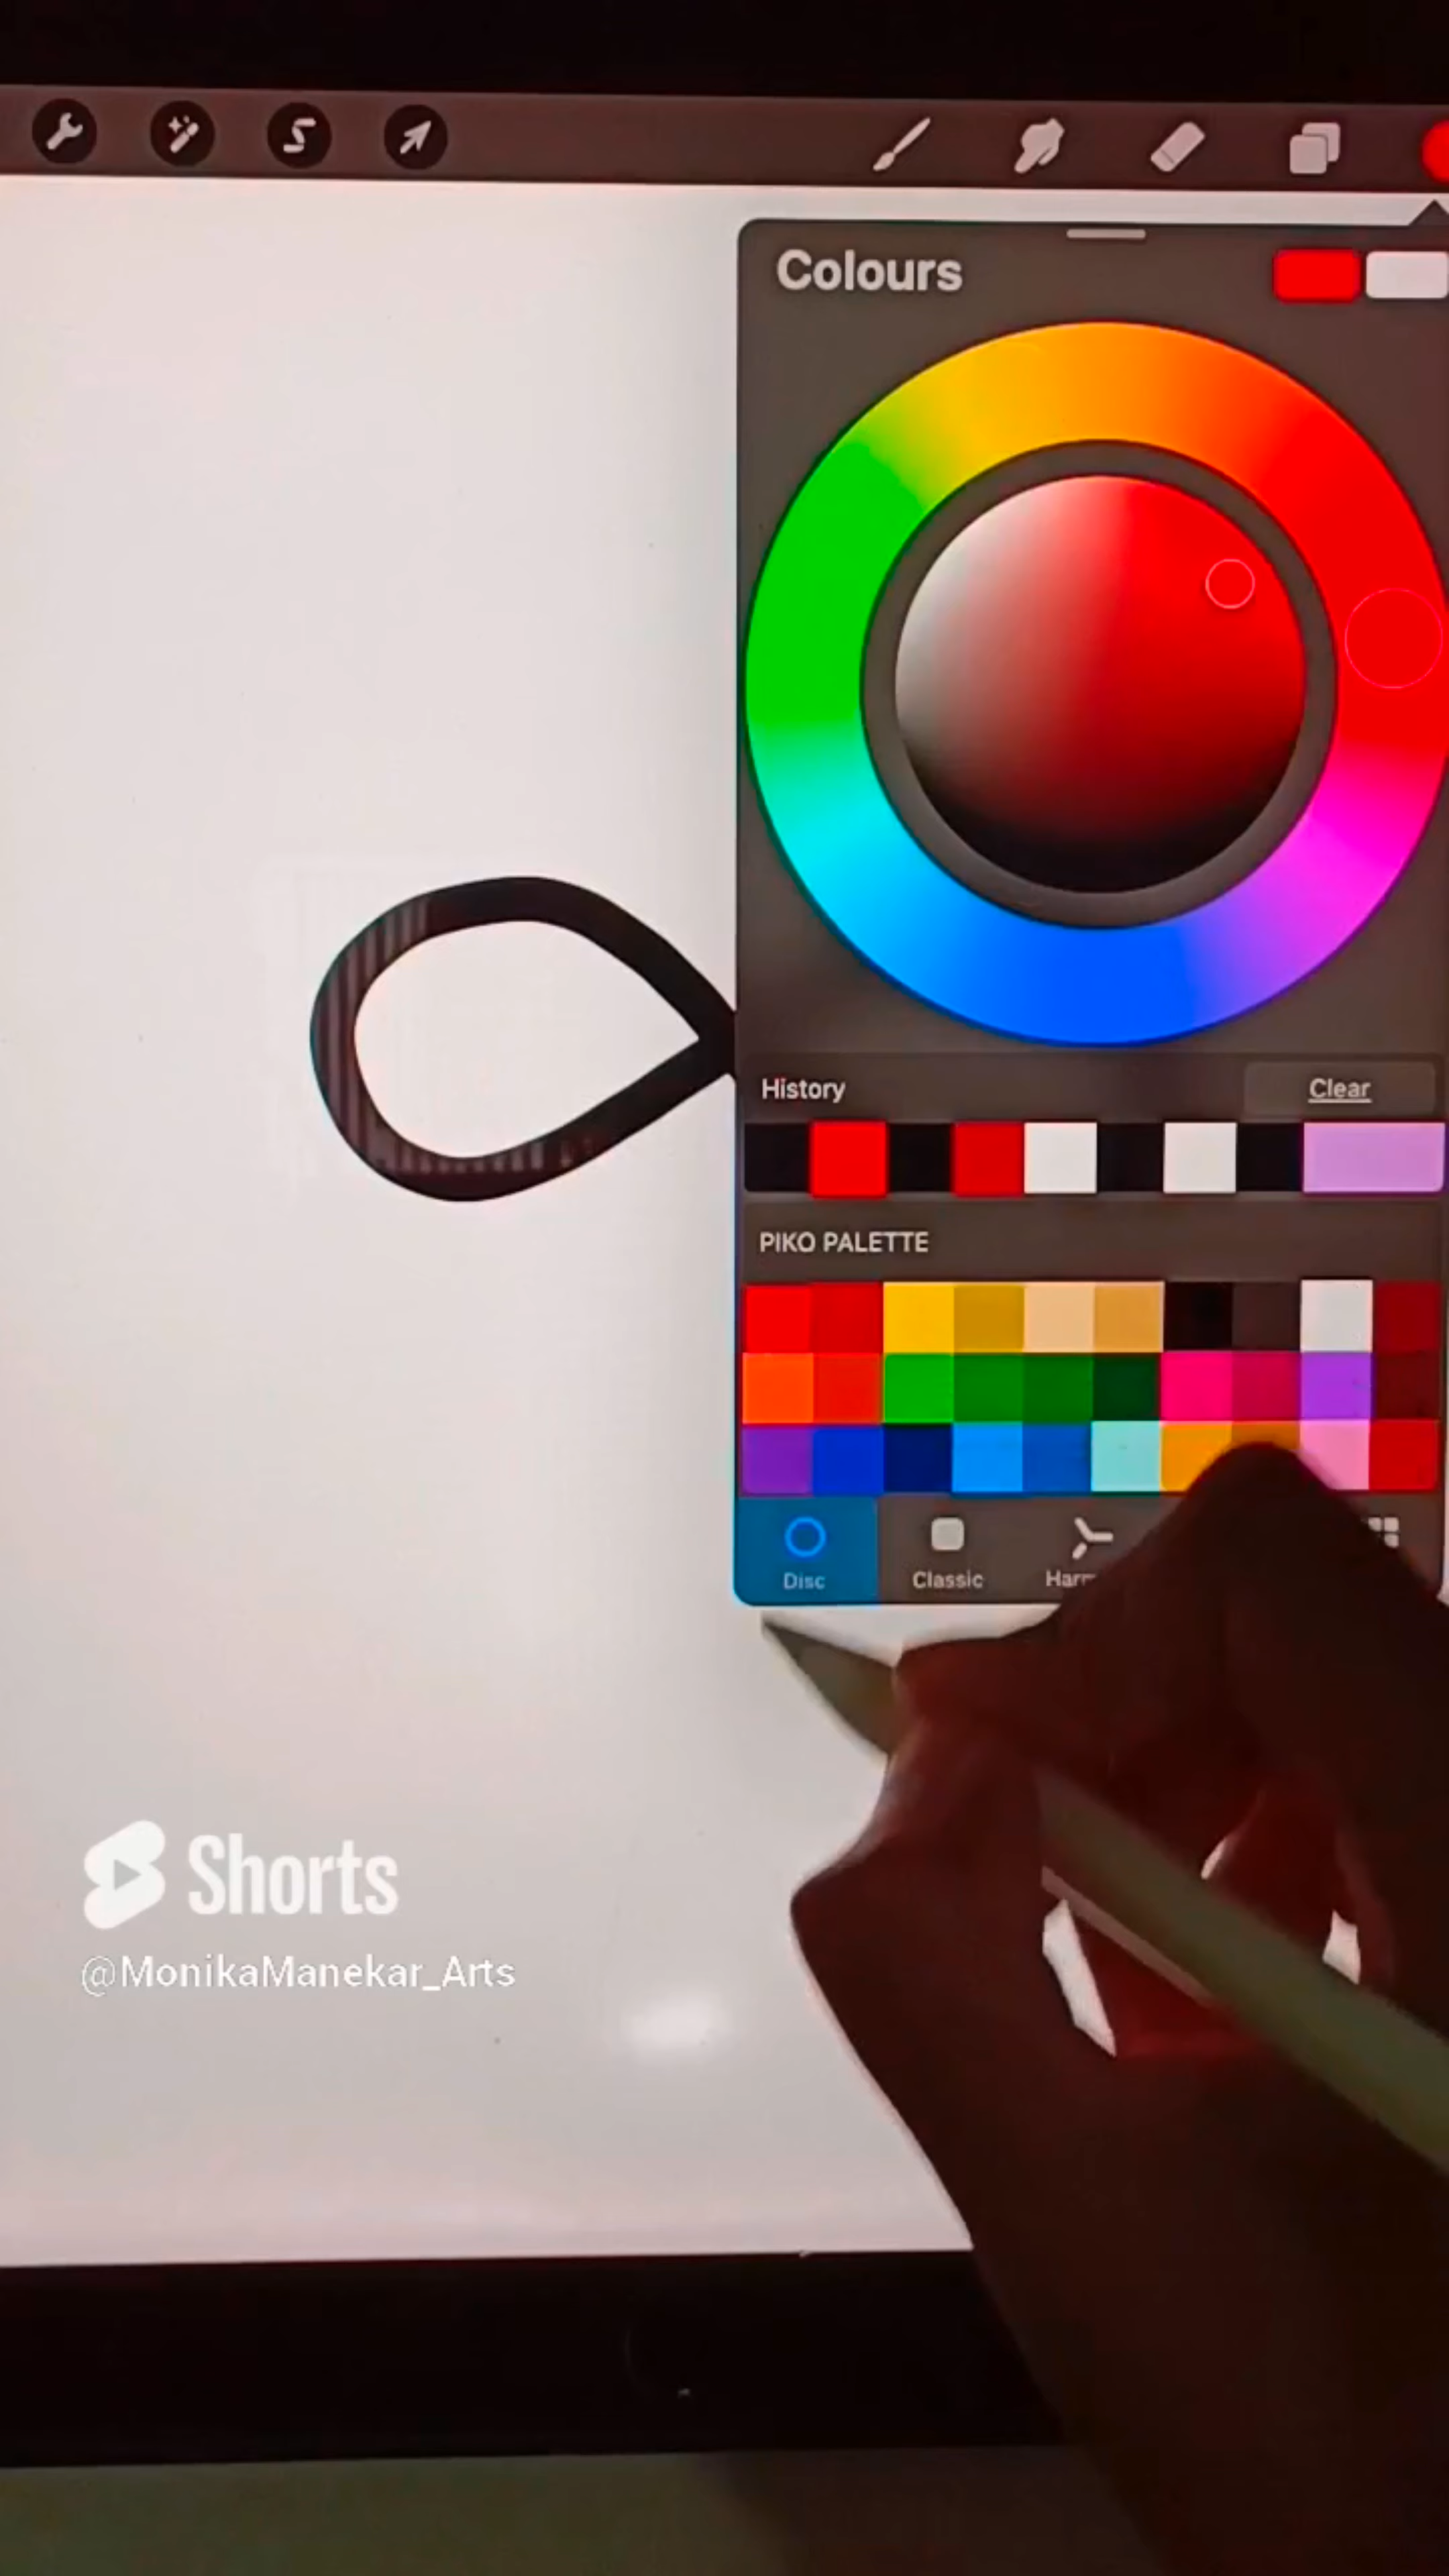 Colours
History
Clear
PIKO PALETTE
Disc
Classic
Shorts
@MonikaManekar_Arts